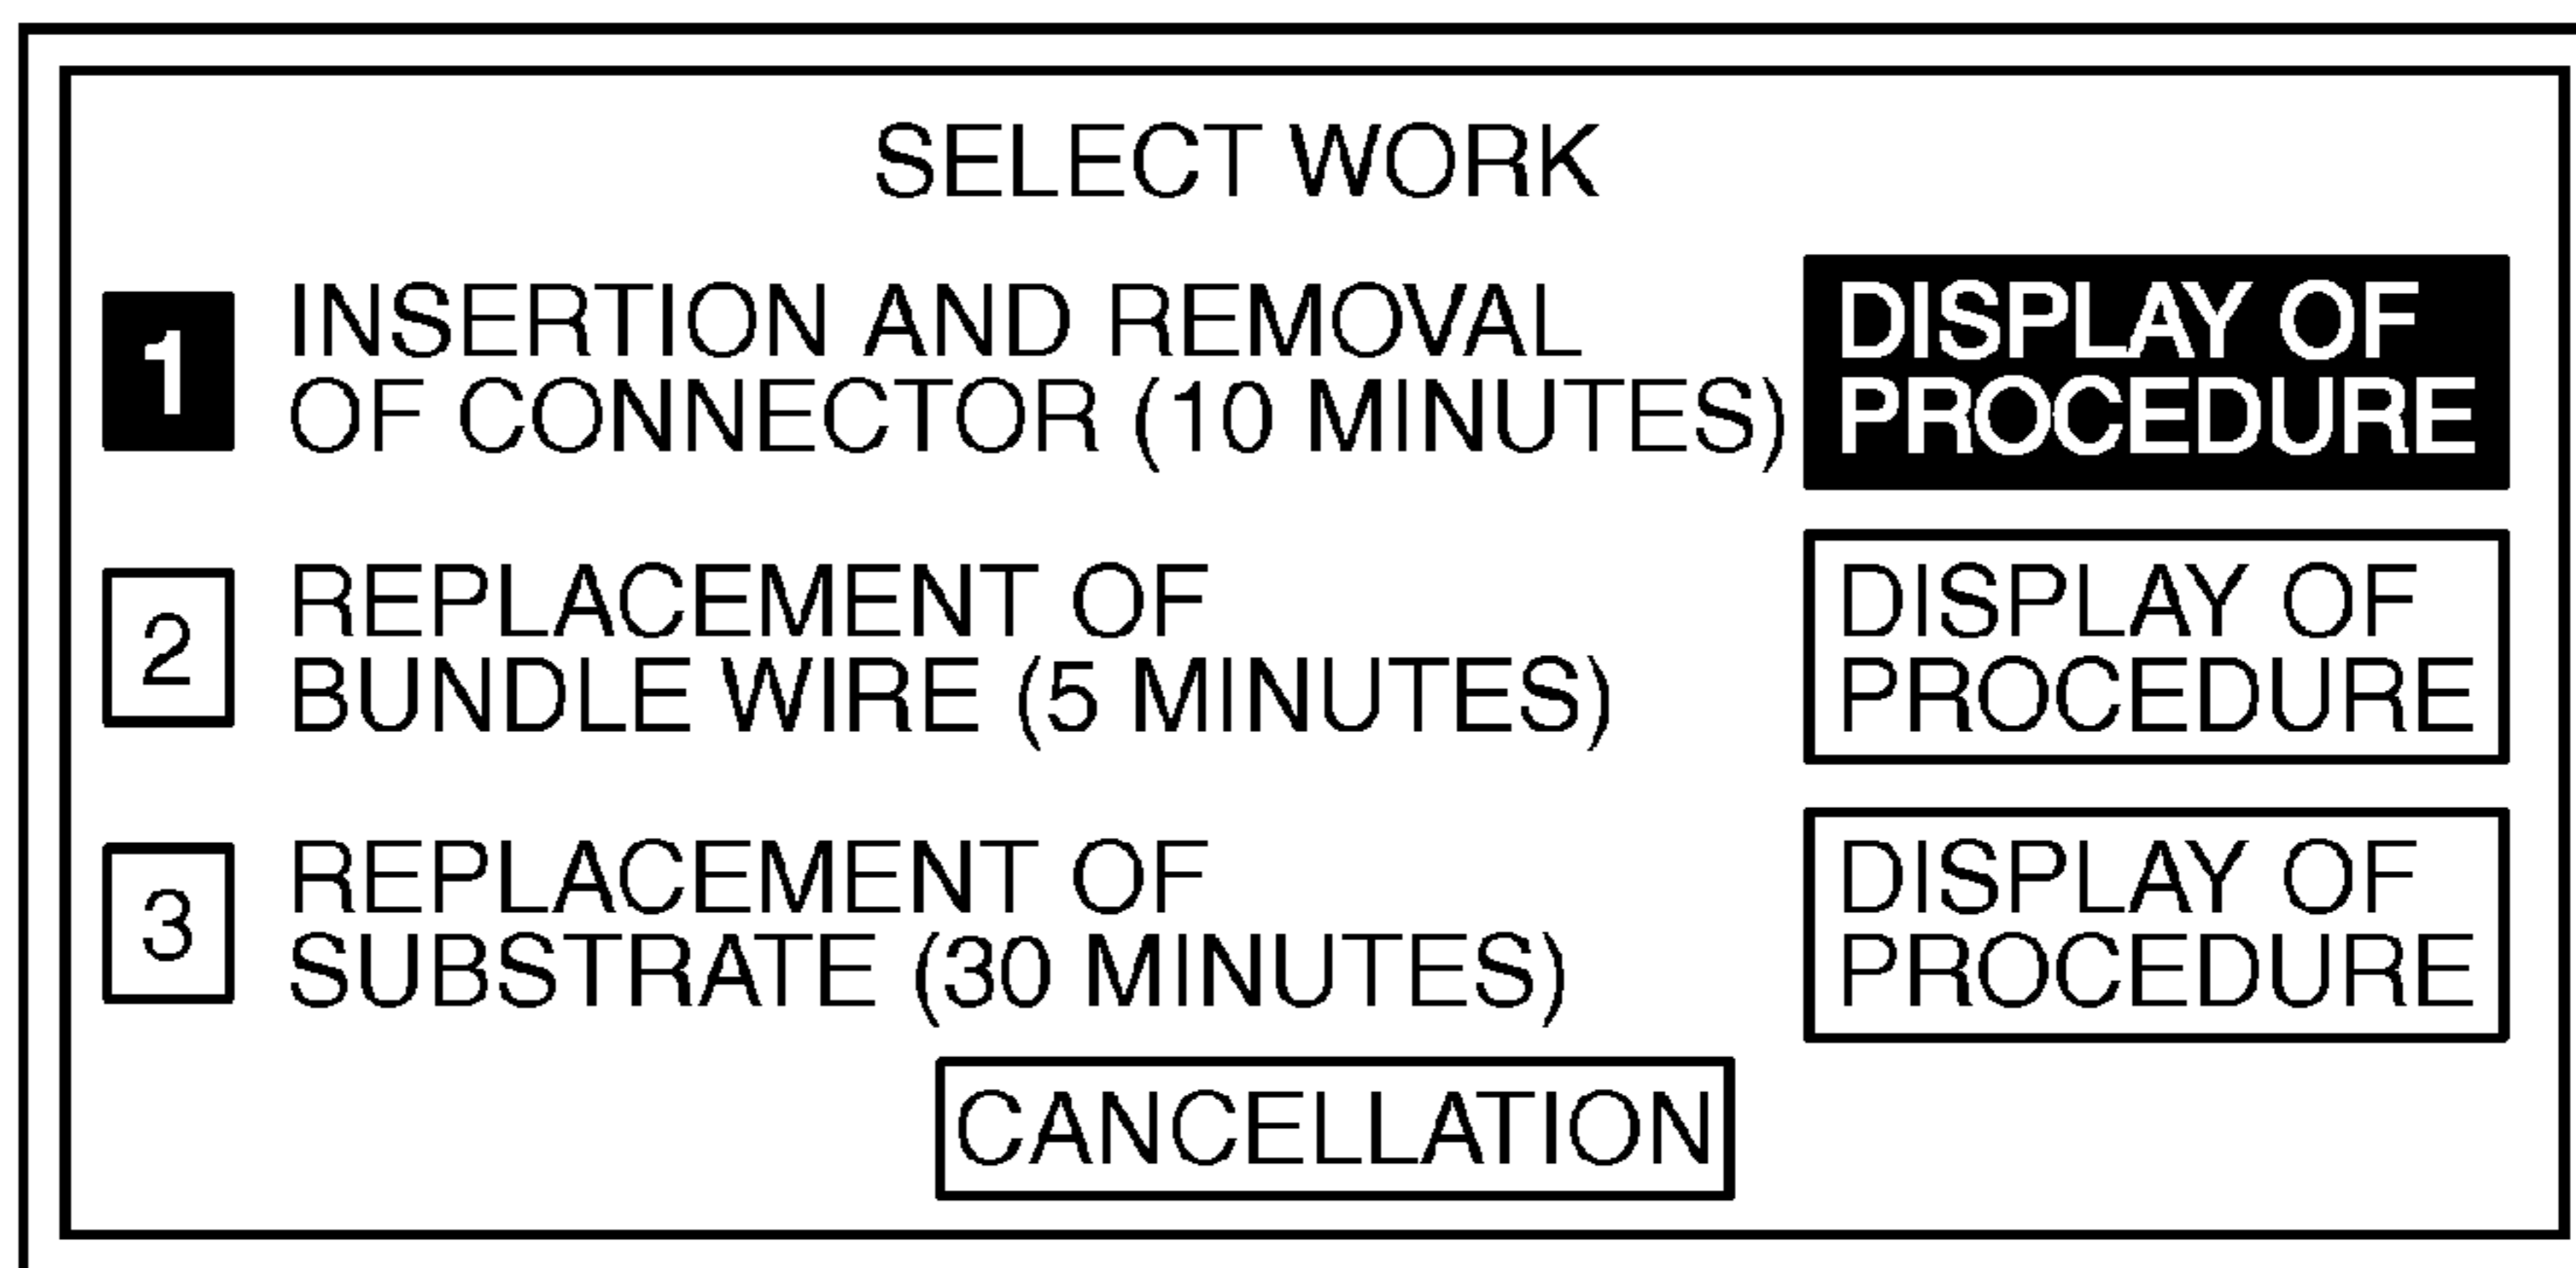 SELECT WORK
1 INSERTION AND REMOVAL
OF CONNECTOR (10 MINUTES)
DISPLAY OF
PROCEDURE
2 REPLACEMENT OF
BUNDLE WIRE (5 MINUTES)
DISPLAY OF
PROCEDURE
3 REPLACEMENT OF
SUBSTRATE (30 MINUTES)
DISPLAY OF
PROCEDURE
CANCELLATION